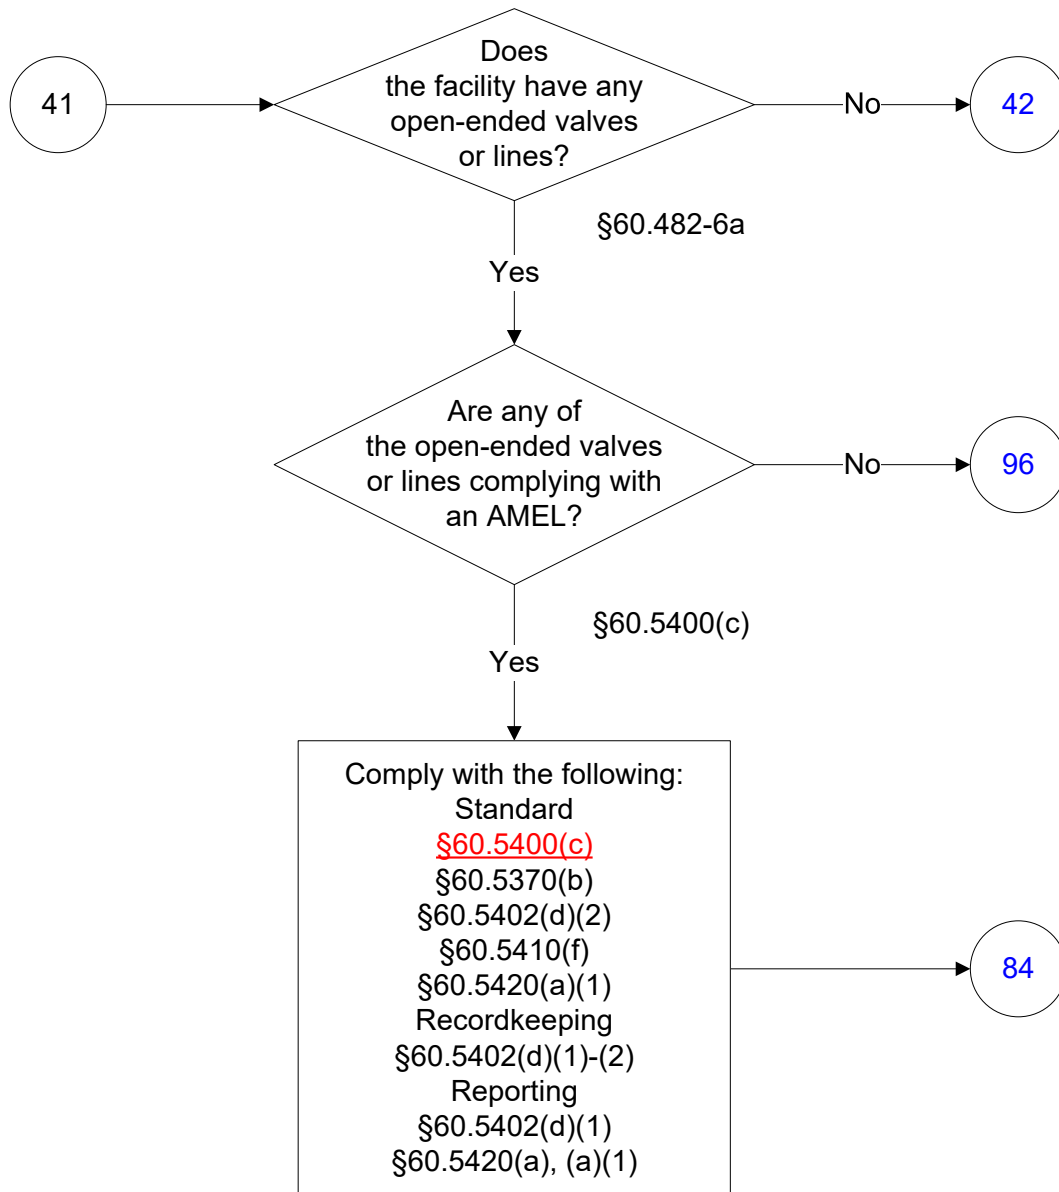 41
Does
the facility have any
open-ended valves
or lines?
No
42
§60.482-6a
Yes
Are any of
the open-ended valves
or lines complying with
an AMEL?
No
96
§60.5400(c)
Yes
Comply with the following:
Standard
§60.5400(c)
§60.5370(b)
§60.5402(d)(2)
§60.5410(f)
§60.5420(a)(1)
Recordkeeping
§60.5402(d)(1)-(2)
Reporting
§60.5402(d)(1)
§60.5420(a), (a)(1)
84